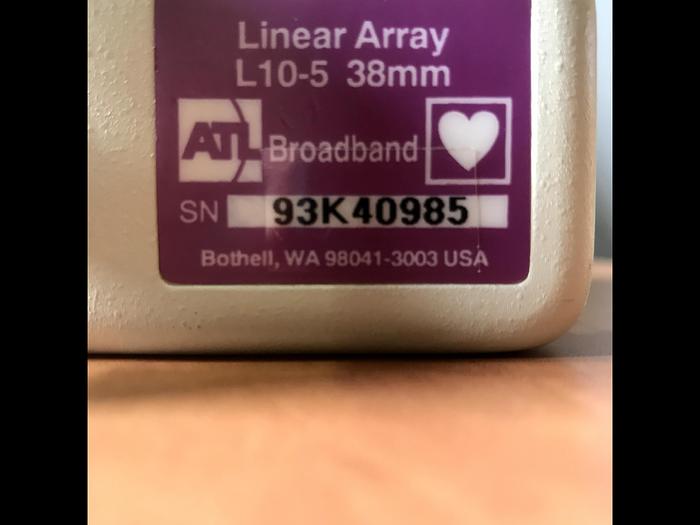 Linear Array
L10-5 38mm
ATL Broadband
SN 93K40985
Bothell, WA 98041-3003 USA